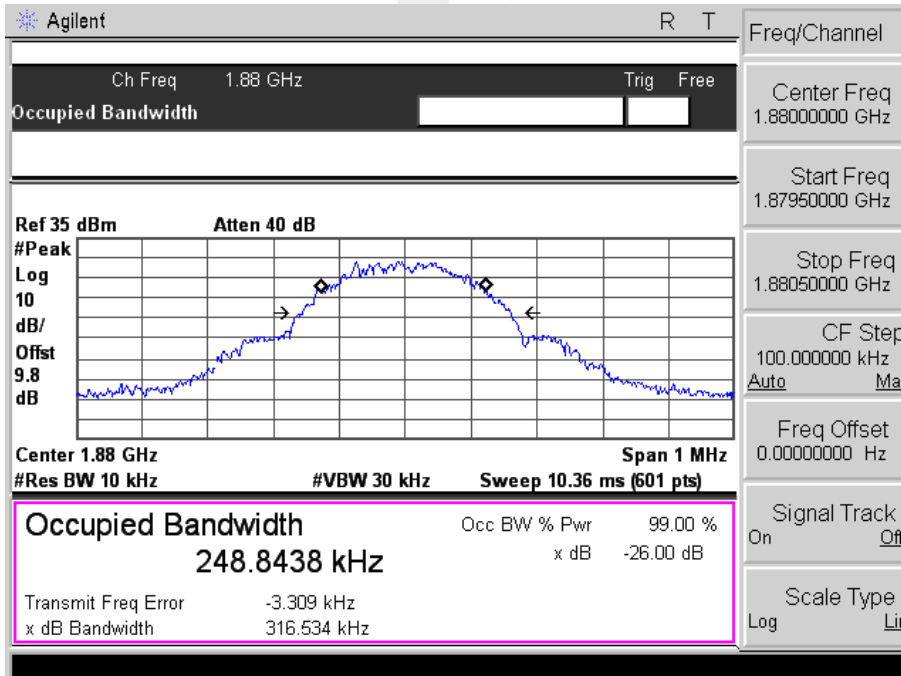 Agilent R T
Freq/Channel
Ch Freq 1.88 GHz Trig Free
Occupied Bandwidth
Center Freq
1.88000000 GHz
Start Freq
1.87950000 GHz
Stop Freq
1.88050000 GHz
CF Step
100.000000 kHz
Auto Ma
Freq Offset
0.00000000 Hz
Signal Track
On Off
Scale Type
Log Li
Ref 35 dBm Atten 40 dB
#Peak
Log
10
dB/
Offst
9.8
dB
Center 1.88 GHz Span 1 MHz
#Res BW 10 kHz #VBW 30 kHz Sweep 10.36 ms (601 pts)
Occupied Bandwidth Occ BW % Pwr 99.00 %
248.8438 kHz x dB -26.00 dB
Transmit Freq Error -3.309 kHz
x dB Bandwidth 316.534 kHz